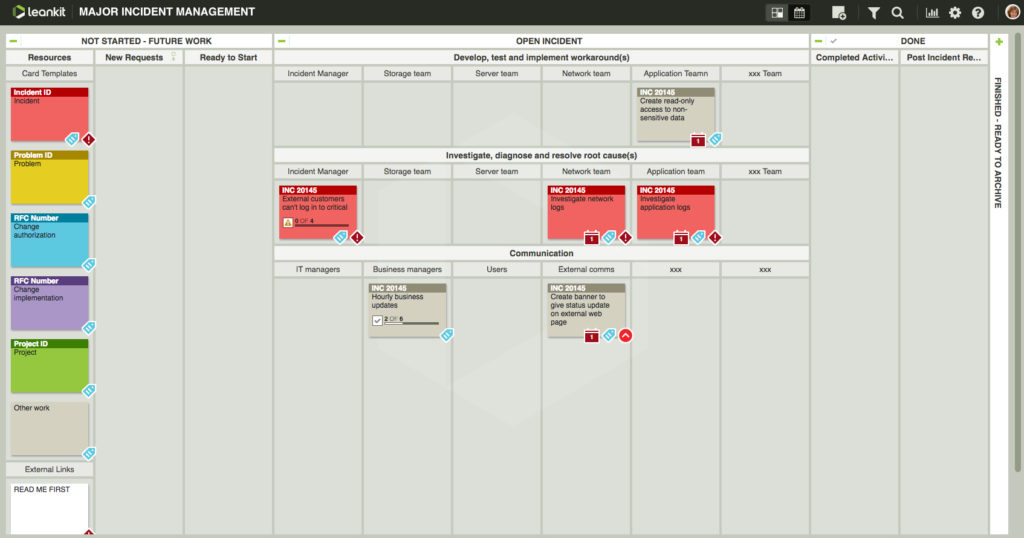 leankit MAJOR INCIDENT MANAGEMENT
NOT STARTED - FUTURE WORK
OPEN INCIDENT
DONE
Resources
New Requests
Ready to Start
Develop, test and implement workaround(s)
Completed Activi...
Post Incident Re...
FINISHED - READY TO ARCHIVE
Card Templates
Incident Manager
Storage team
Server team
Network team
Application Teamn
xxx Team
Incident ID
Incident
INC 20145
Create read-only
access to non-
sensitive data
1
Problem ID
Problem
Investigate, diagnose and resolve root cause(s)
Incident Manager
Storage team
Server team
Network team
Application team
xxx Team
INC 20145
External customers
can't log in to critical
0 OF 4
INC 20145
Investigate network
logs
1
INC 20145
Investigate
application logs
1
RFC Number
Change
authorization
Communication
IT managers
Business managers
Users
External comms
xxx
xxx
RFC Number
Change
implementation
INC 20145
Hourly business
updates
2 OF 6
INC 20145
Create banner to
give status update
on external web
page
1
Project ID
Project
Other work
External Links
READ ME FIRST